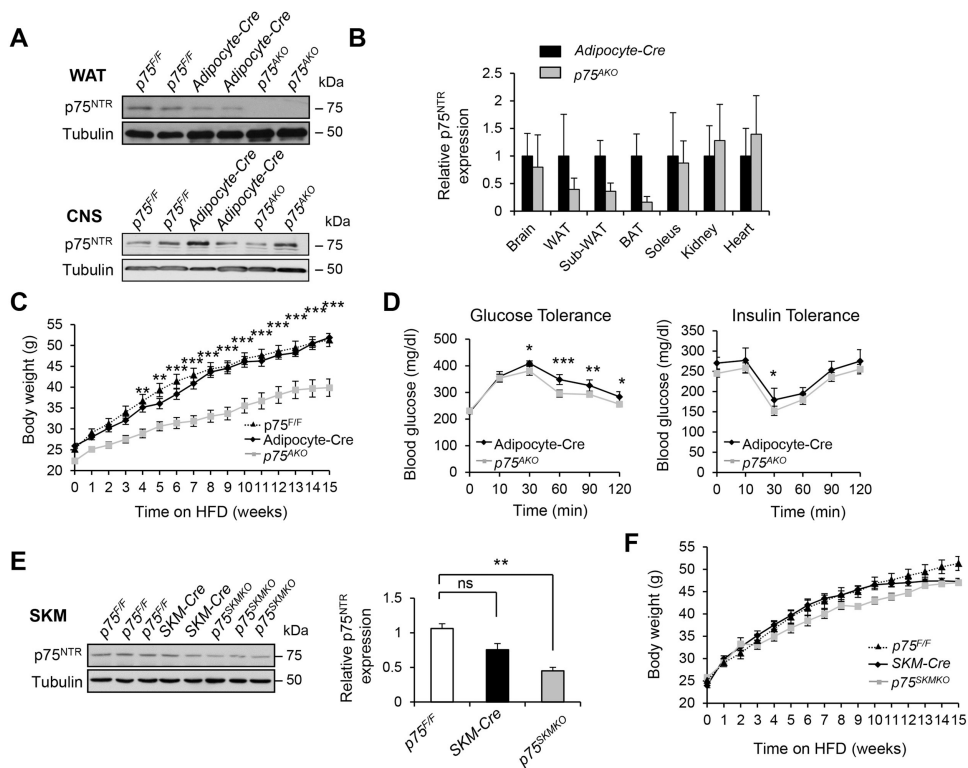 A
WAT
p75F/F
p75F/F
Adipocyte-Cre
Adipocyte-Cre
p75AKO
p75AKO
kDa
p75NTR
– 75
Tubulin
– 50
CNS
p75F/F
p75F/F
Adipocyte-Cre
Adipocyte-Cre
p75AKO
p75AKO
kDa
p75NTR
– 75
Tubulin
– 50
B
Adipocyte-Cre
p75AKO
Relative p75NTR
expression
2.5
2
1.5
1
0.5
0
Brain
WAT
Sub-WAT
BAT
Soleus
Kidney
Heart
C
Body weight (g)
55
50
45
40
35
30
25
20
** ** *** *** *** *** *** *** *** *** *** ***
p75F/F
Adipocyte-Cre
p75AKO
0 1 2 3 4 5 6 7 8 9 10 11 12 13 14 15
Time on HFD (weeks)
D
Glucose Tolerance
Blood glucose (mg/dl)
500
400
300
200
100
0
* *** ** *
Adipocyte-Cre
p75AKO
0 10 30 60 90 120
Time (min)
Insulin Tolerance
Blood glucose (mg/dl)
350
300
250
200
150
100
50
0
*
Adipocyte-Cre
p75AKO
0 10 30 60 90 120
Time (min)
E
SKM
p75F/F
p75F/F
p75F/F
SKM-Cre
SKM-Cre
p75SKMKO
p75SKMKO
p75SKMKO
kDa
p75NTR
75
Tubulin
50
Relative p75NTR
expression
1.5
1
0.5
0
**
ns
p75F/F
SKM-Cre
p75SKMKO
F
Body weight (g)
55
50
45
40
35
30
25
20
p75F/F
SKM-Cre
p75SKMKO
0 1 2 3 4 5 6 7 8 9 10 11 12 13 14 15
Time on HFD (weeks)